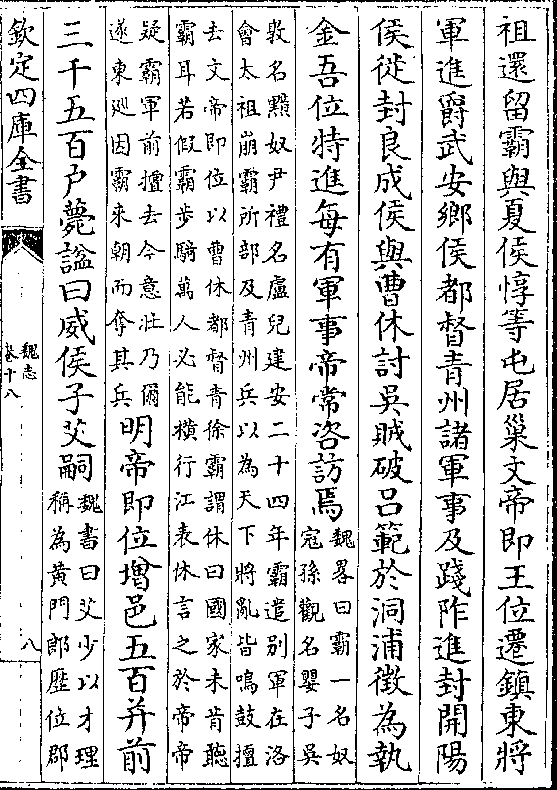 祖還留霸與夏侯惇等屯居巢文帝即王位遷鎮東將
軍進爵武安鄉侯都督青州諸軍事及踐阼進封開陽
侯徙封良成侯與曹休討吳賊破呂範於洞浦徵為執
金吾位特進每有軍事帝常咨訪焉
魏畧曰霸一名奴
寇孫觀名嬰子吳
敦名黯奴尹禮名盧兒建安二十四年霸遣别軍在洛
會太祖崩霸所部及青州兵以為天下將亂皆鳴鼓擅
去文帝即位以曹休都督青徐霸謂休曰國家未肯聽
霸耳若假霸步騎萬人必能橫行江表休言之於帝帝
疑霸軍前擅去今意壯乃爾
遂東廵因霸來朝而奪其兵
明帝即位增邑五百并前
三千五百户薨諡曰威侯子艾嗣
魏書曰艾少以才理
稱為黄門郎歴位郡
欽定四庫全書
魏志
卷十八
八